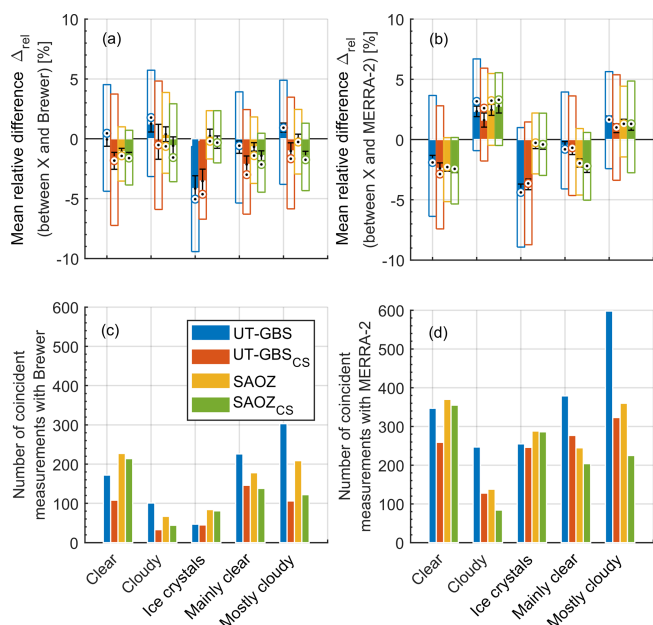 (a)
Mean relative difference Δrel
(between X and Brewer) [%]
10
5
0
-5
-10
(b)
Mean relative difference Δrel
(between X and MERRA-2) [%]
10
5
0
-5
-10
(c)
Number of coincident
measurements with Brewer
600
500
400
300
200
100
0
UT-GBS
UT-GBSCS
SAOZ
SAOZCS
Clear
Cloudy
Ice crystals
Mainly clear
Mostly cloudy
(d)
Number of coincident
measurements with MERRA-2
600
500
400
300
200
100
0
Clear
Cloudy
Ice crystals
Mainly clear
Mostly cloudy